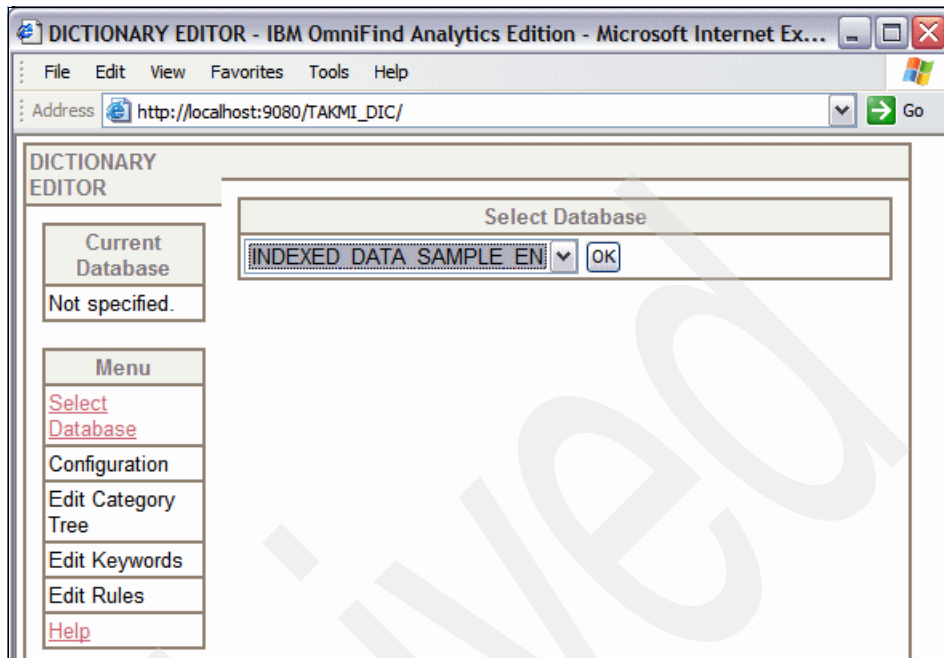 DICTIONARY EDITOR - IBM OmniFind Analytics Edition - Microsoft Internet Ex...
File Edit View Favorites Tools Help
Address http://localhost:9080/TAKMI_DIC/ Go
DICTIONARY
EDITOR
Select Database
INDEXED_DATA_SAMPLE_EN OK
Current
Database
Not specified.
Menu
Select
Database
Configuration
Edit Category
Tree
Edit Keywords
Edit Rules
Help